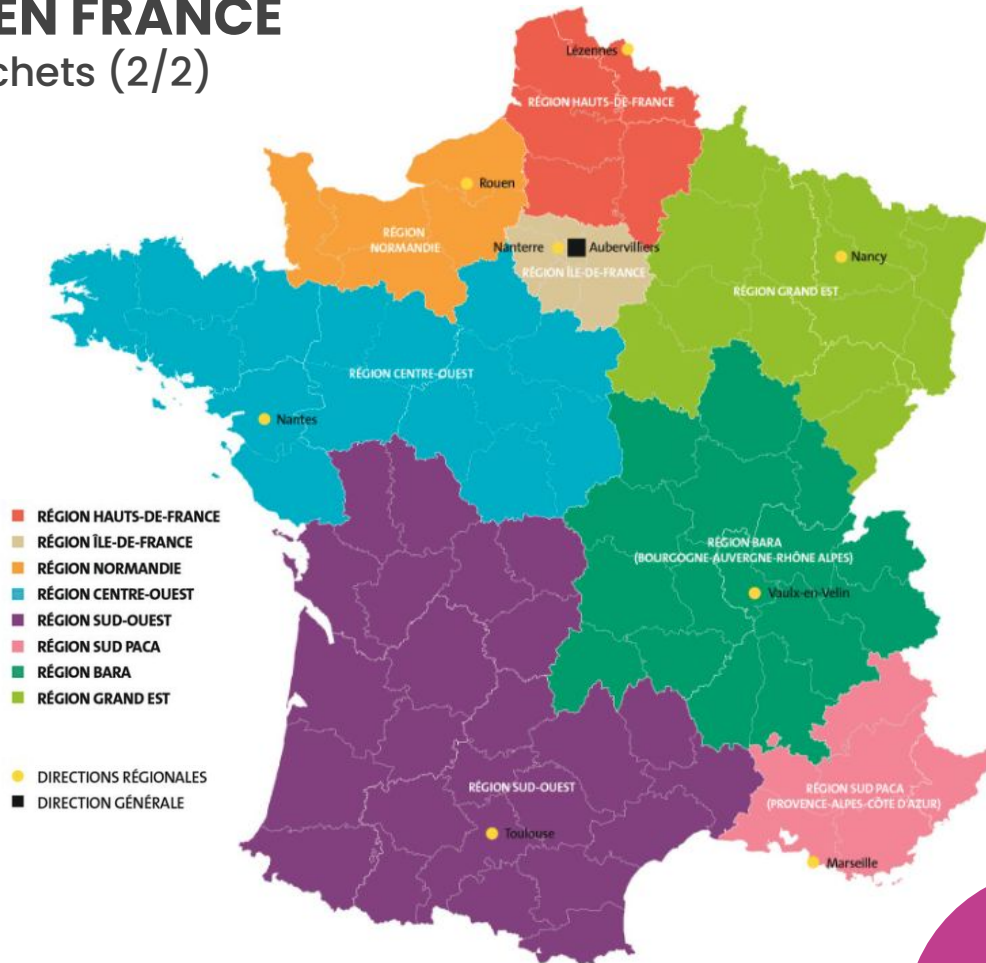 EN FRANCE
chets (2/2)
Lézennes
RÉGION HAUTS-DE-FRANCE
Rouen
RÉGION
NORMANDIE
Nanterre
Aubervilliers
RÉGION ÎLE-DE-FRANCE
Nancy
RÉGION GRAND EST
RÉGION CENTRE-OUEST
Nantes
RÉGION HAUTS-DE-FRANCE
RÉGION ÎLE-DE-FRANCE
RÉGION NORMANDIE
RÉGION CENTRE-OUEST
RÉGION SUD-OUEST
RÉGION SUD PACA
RÉGION BARA
RÉGION GRAND EST
DIRECTIONS RÉGIONALES
DIRECTION GÉNÉRALE
RÉGION BARA
(BOURGOGNE-AUVERGNE-RHÔNE ALPES)
Vaulx-en-Velin
RÉGION SUD-OUEST
Toulouse
RÉGION SUD PACA
(PROVENCE-ALPES-CÔTE D'AZUR)
Marseille